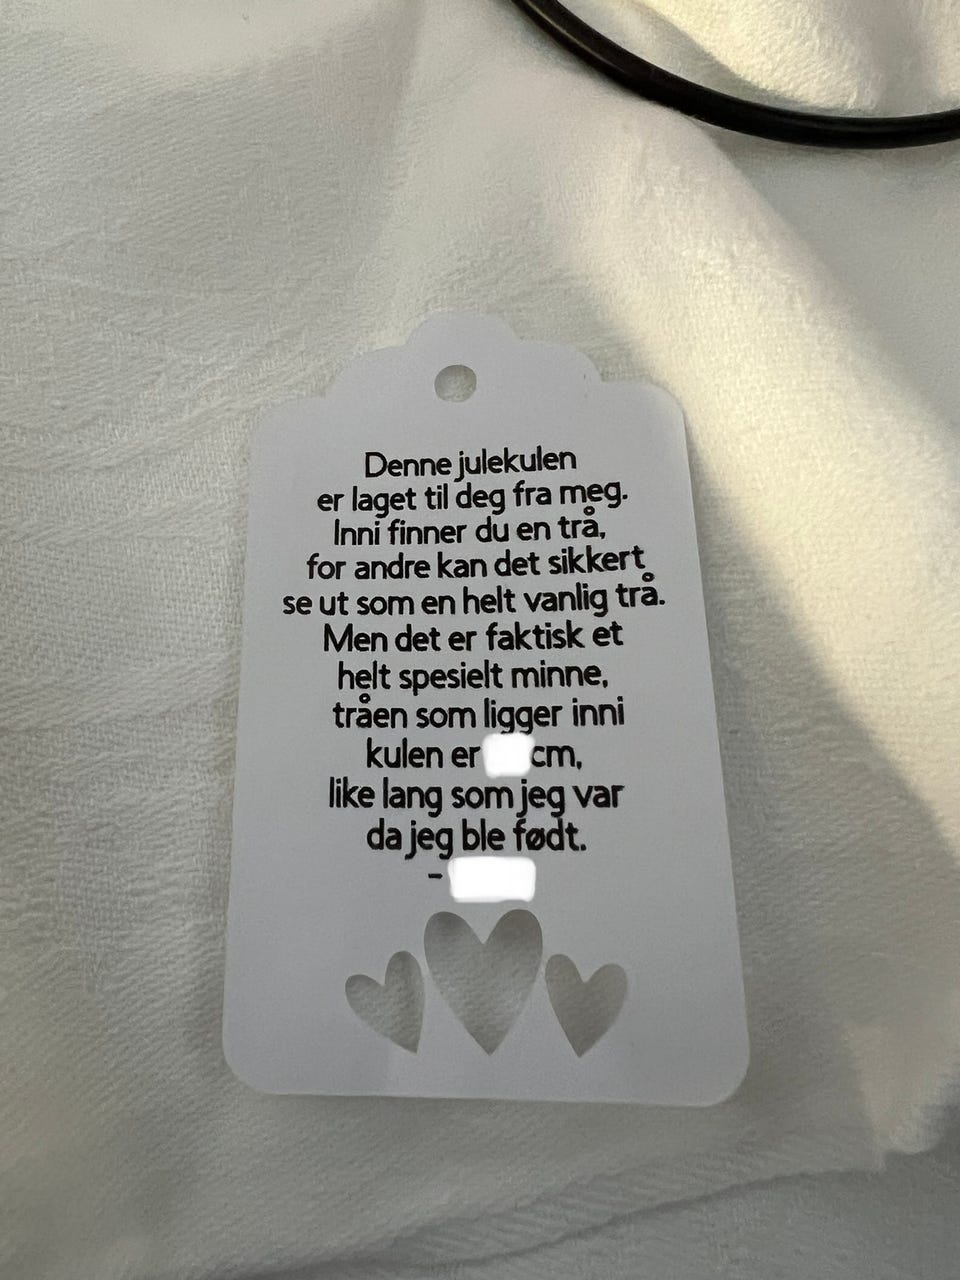 Denne julekulen
er laget til deg fra meg.
Inni finner du en trå,
for andre kan det sikkert
se ut som en helt vanlig trå.
Men det er faktisk et
helt spesielt minne,
tråen som ligger inni
kulen er cm,
like lang som jeg var
da jeg ble født.
-